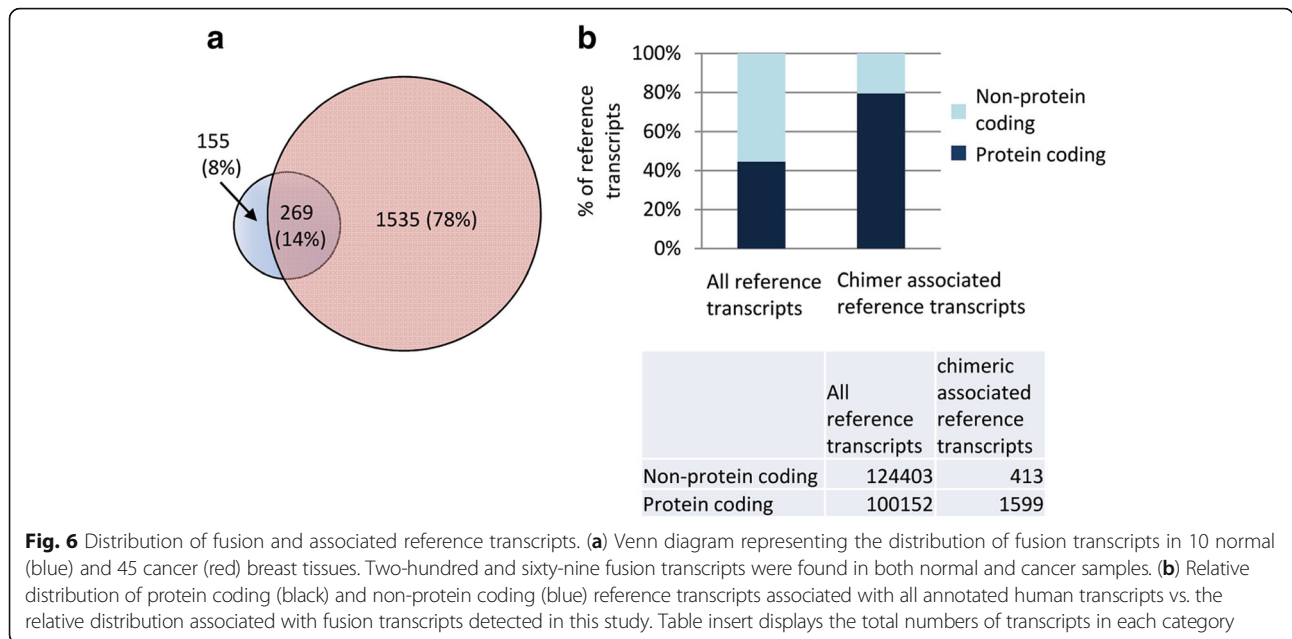 a
155
(8%)
269
(14%)
1535 (78%)
b
100%
80%
60%
40%
20%
0%
% of reference
transcripts
All reference
transcripts
Chimer associated
reference transcripts
Non-protein
coding
Protein coding
All
reference
transcripts
chimeric
associated
reference
transcripts
Non-protein coding 124403 413
Protein coding 100152 1599
Fig. 6 Distribution of fusion and associated reference transcripts. (a) Venn diagram representing the distribution of fusion transcripts in 10 normal
(blue) and 45 cancer (red) breast tissues. Two-hundred and sixty-nine fusion transcripts were found in both normal and cancer samples. (b) Relative
distribution of protein coding (black) and non-protein coding (blue) reference transcripts associated with all annotated human transcripts vs. the
relative distribution associated with fusion transcripts detected in this study. Table insert displays the total numbers of transcripts in each category